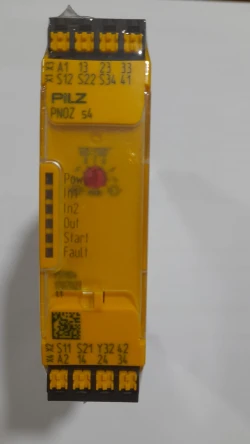 A1 13 23 33
S12 S22 S34 41
PILZ
PNOZ s4
Power
In1
In2
Out
Start
Fault
S11 S21 Y32 42
A2 14 24 34